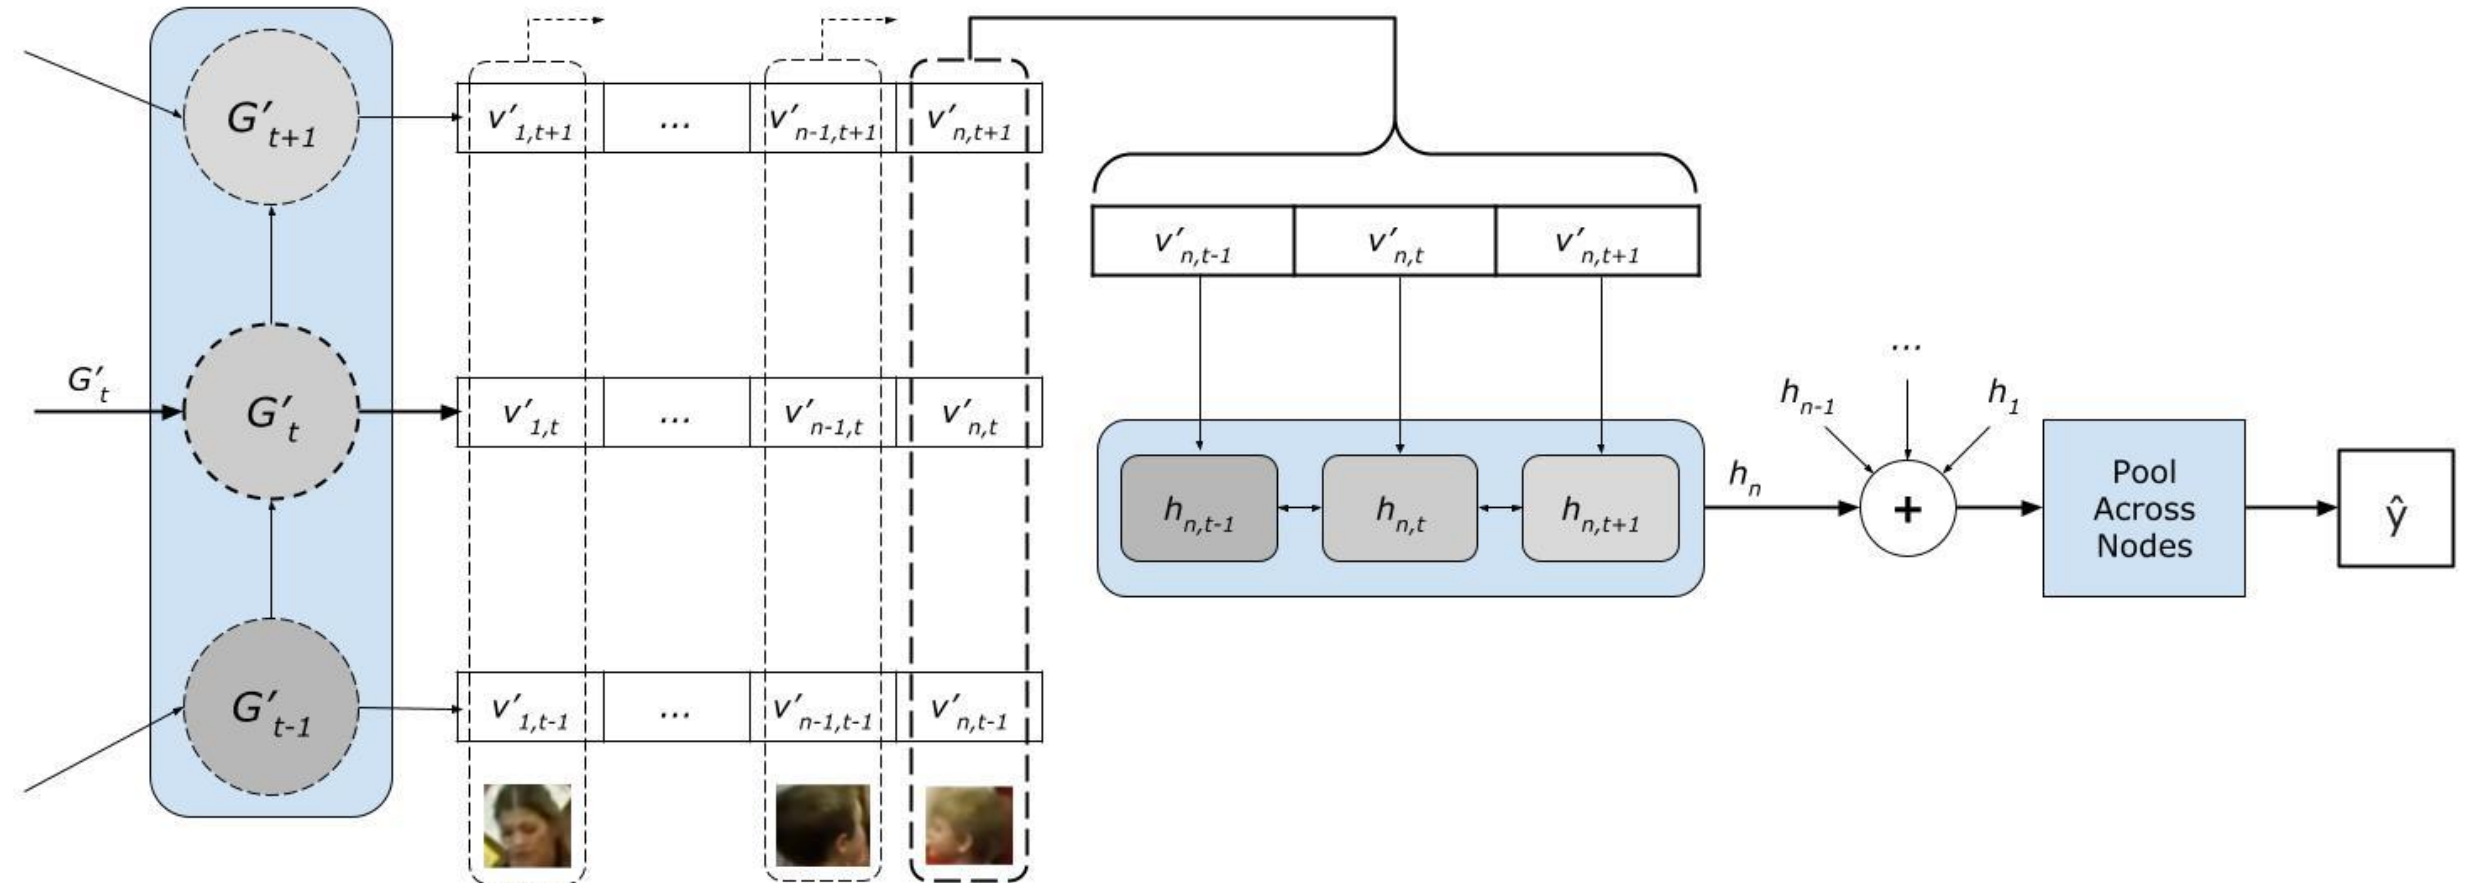 G′t+1
v′1,t+1 ... v′n-1,t+1 v′n,t+1
v′n,t-1 v′n,t v′n,t+1
G′t
G′t
v′1,t ... v′n-1,t v′n,t
...
hn-1
h1
hn,t-1 hn,t hn,t+1
hn
+
Pool
Across
Nodes
ŷ
G′t-1
v′1,t-1 ... v′n-1,t-1 v′n,t-1